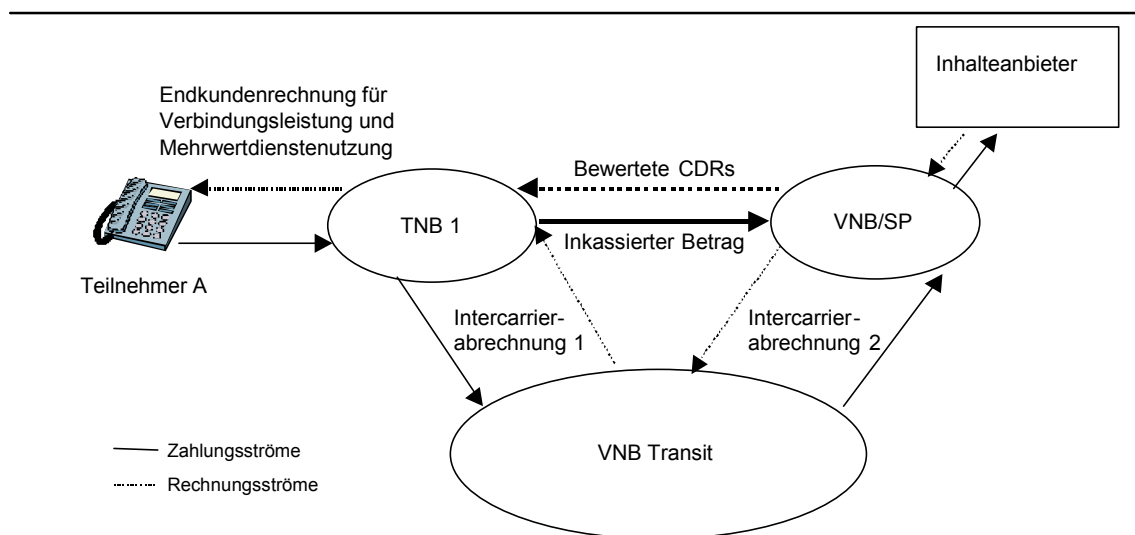 Inhalteanbieter
Endkundenrechnung für
Verbindungsleistung und
Mehrwertdienstenutzung
Bewertete CDRs
TNB 1
VNB/SP
Inkassierter Betrag
Teilnehmer A
Intercarrier-
abrechnung 1
Intercarrier-
abrechnung 2
VNB Transit
Zahlungsströme
Rechnungsströme